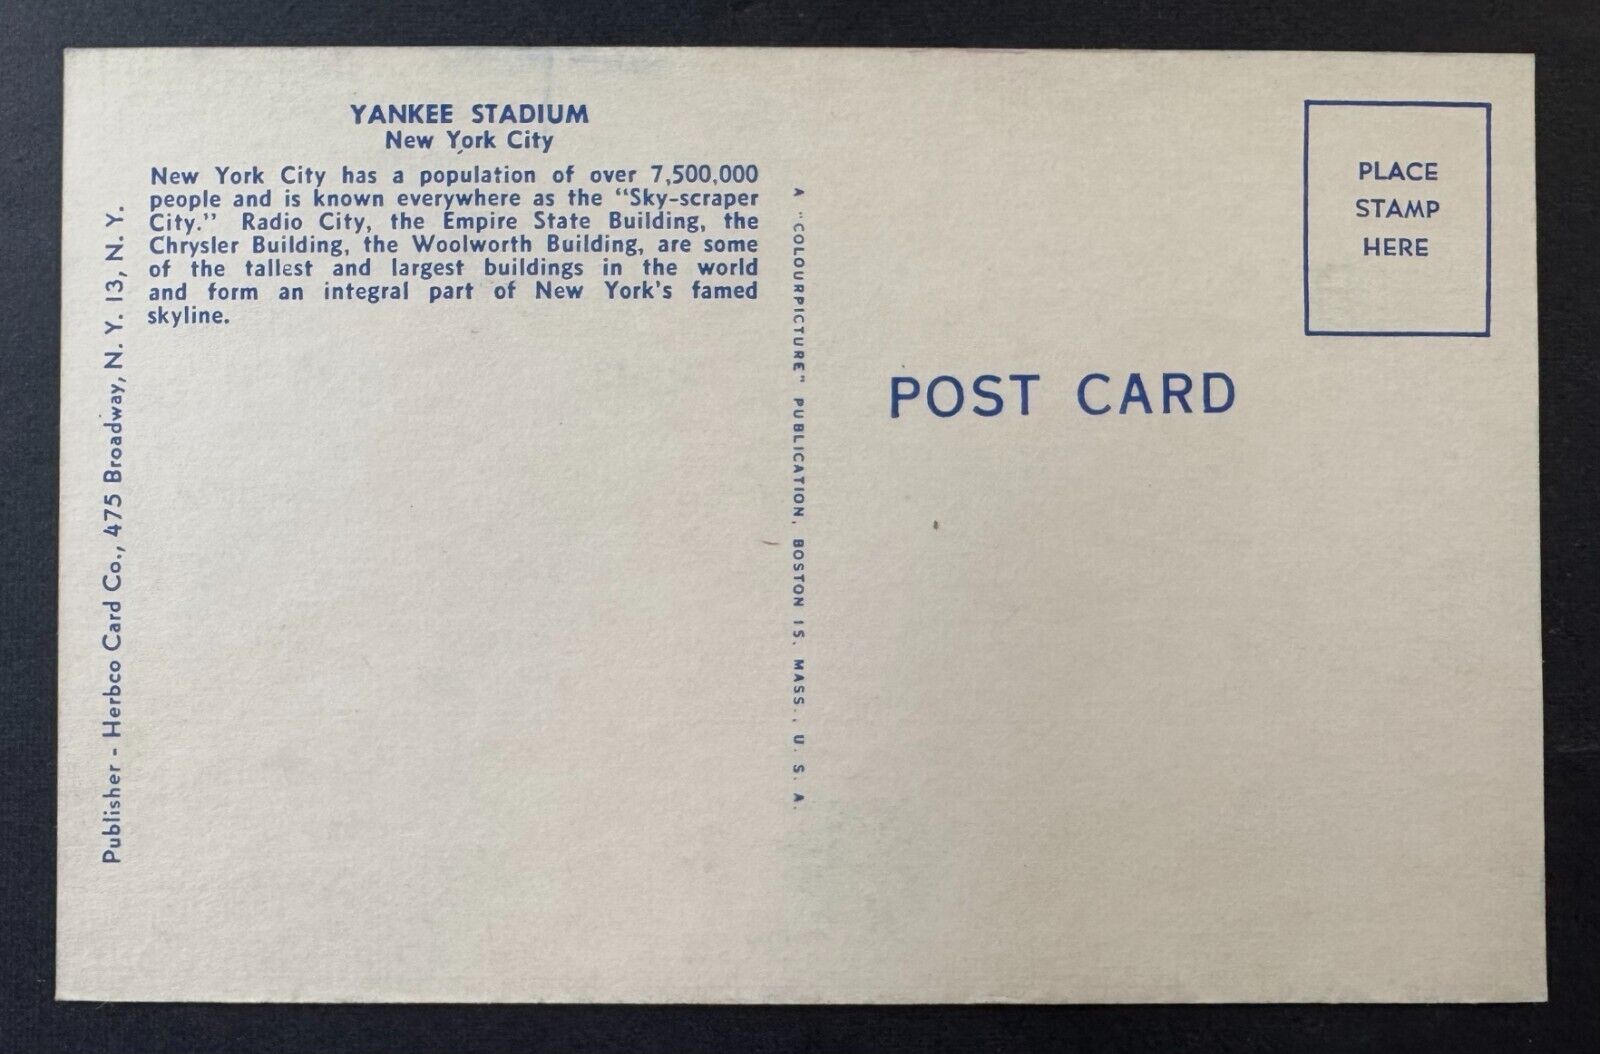 YANKEE STADIUM
New York City
New York City has a population of over 7,500,000
people and is known everywhere as the "Sky-scraper
City." Radio City, the Empire State Building, the
Chrysler Building, the Woolworth Building, are some
of the tallest and largest buildings in the world
and form an integral part of New York's famed
skyline.
Publisher - Herbco Card Co., 475 Broadway, N. Y. 13, N. Y.
A "COLOURPICTURE" PUBLICATION, BOSTON 15, MASS., U. S. A.
PLACE
STAMP
HERE
POST CARD